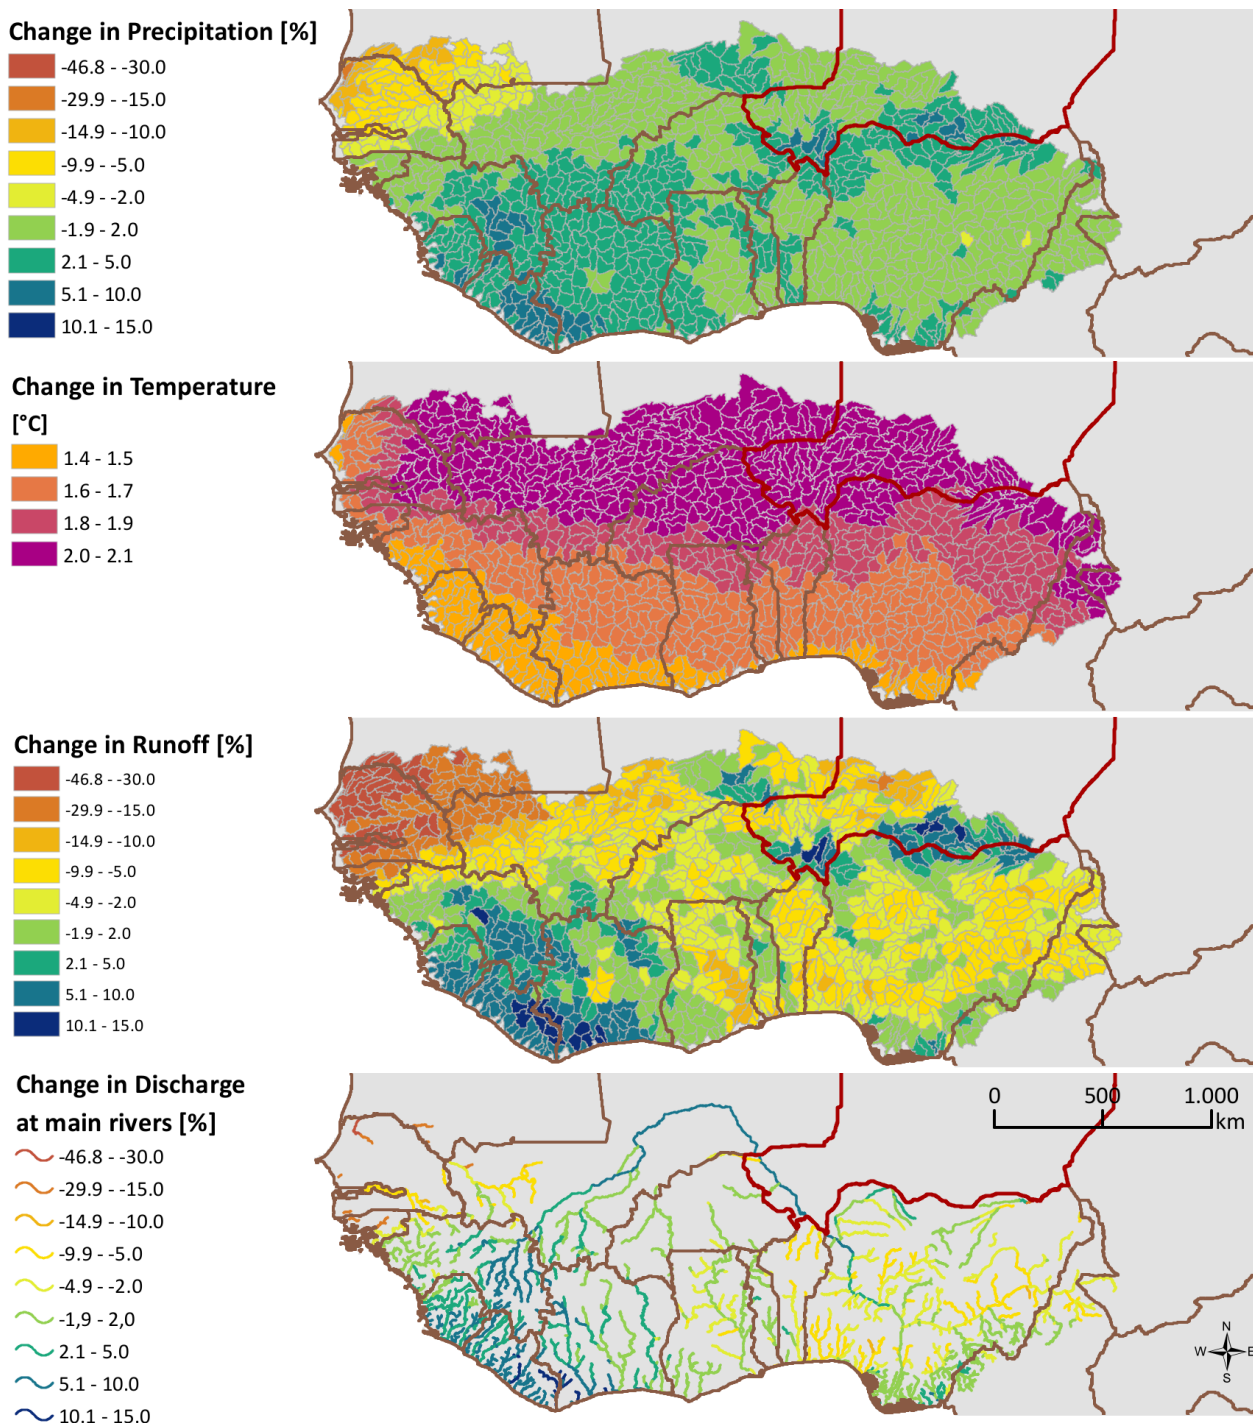 Change in Precipitation [%]
-46.8 - -30.0
-29.9 - -15.0
-14.9 - -10.0
-9.9 - -5.0
-4.9 - -2.0
-1.9 - 2.0
2.1 - 5.0
5.1 - 10.0
10.1 - 15.0
Change in Temperature
[°C]
1.4 - 1.5
1.6 - 1.7
1.8 - 1.9
2.0 - 2.1
Change in Runoff [%]
-46.8 - -30.0
-29.9 - -15.0
-14.9 - -10.0
-9.9 - -5.0
-4.9 - -2.0
-1.9 - 2.0
2.1 - 5.0
5.1 - 10.0
10.1 - 15.0
Change in Discharge
at main rivers [%]
-46.8 - -30.0
-29.9 - -15.0
-14.9 - -10.0
-9.9 - -5.0
-4.9 - -2.0
-1,9 - 2,0
2.1 - 5.0
5.1 - 10.0
10.1 - 15.0
0 500 1.000
km
N
W E
S